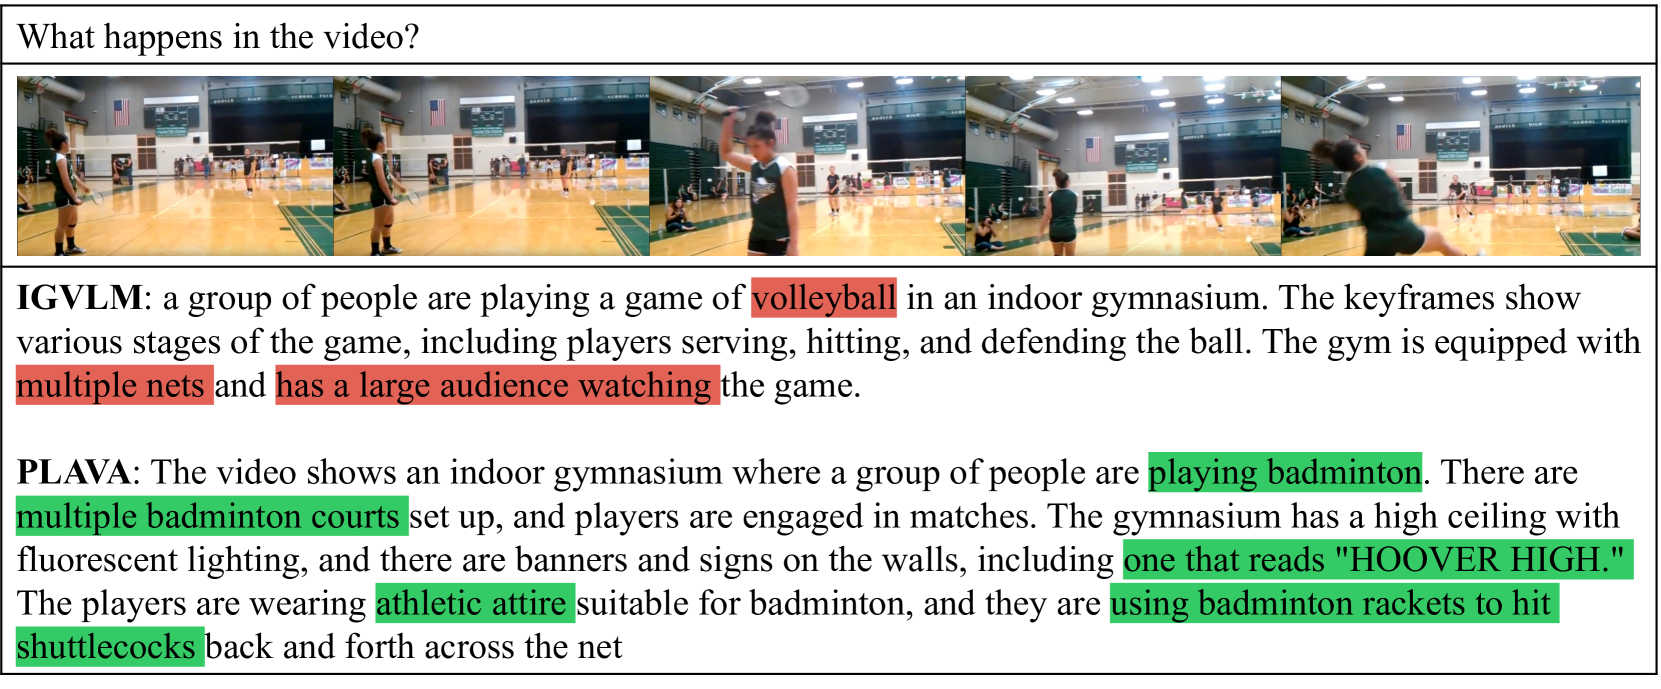 What happens in the video?
IGVLM: a group of people are playing a game of volleyball in an indoor gymnasium. The keyframes show
various stages of the game, including players serving, hitting, and defending the ball. The gym is equipped with
multiple nets and has a large audience watching the game.
PLAVA: The video shows an indoor gymnasium where a group of people are playing badminton. There are
multiple badminton courts set up, and players are engaged in matches. The gymnasium has a high ceiling with
fluorescent lighting, and there are banners and signs on the walls, including one that reads "HOOVER HIGH."
The players are wearing athletic attire suitable for badminton, and they are using badminton rackets to hit
shuttlecocks back and forth across the net